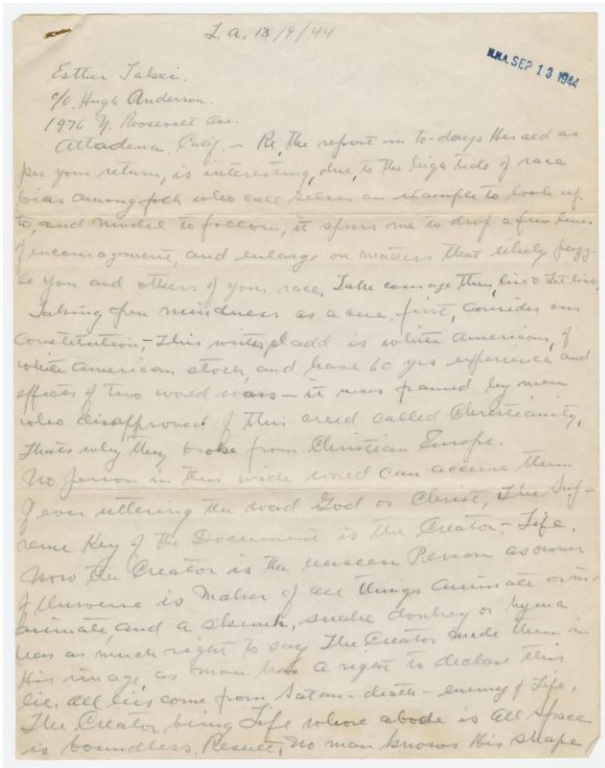 L.A. 13/9/44
W.R.A. SEP 13 1944
Esther Takei.
c/o. Hugh Anderson.
1976 N. Roosevelt Ave.
Altadena, Calif. – Re, the report in to-days Herald as
per your return, is interesting, due, to the high tide of race
bias among folk who call selves an example to look up
to, and model to follow, it spurs me to drop a few lines
of encouragement, and enlarge on matters that likely puzz-
le you and others of your race. Take courage then, live & let live.
Taking open mindness as a cue, first, consider our
Constitution,– This writer, I add is white American, of
white American stock, and have 60 yrs experience and
effects of two world wars – it was framed by men
who disapproved of this creed called Christianity,
thats why they broke from Christian Europe.
No person in this wide world can accuse them
of ever uttering the word God or Christ, The Sup-
reme Key of the Document is the Creator – Life.
Now the Creator is the unseen Person as owner
of Universe is Maker of all things animate or in-
animate and a skunk, snake donkey or hyena
has as much right to say The Creator made them in
His image, as man has a right to declare this
lie. All lies come from Satan – death – enemy of Life.
The Creator being Life whose abode is all space
is boundless. Result, No man knows His shape